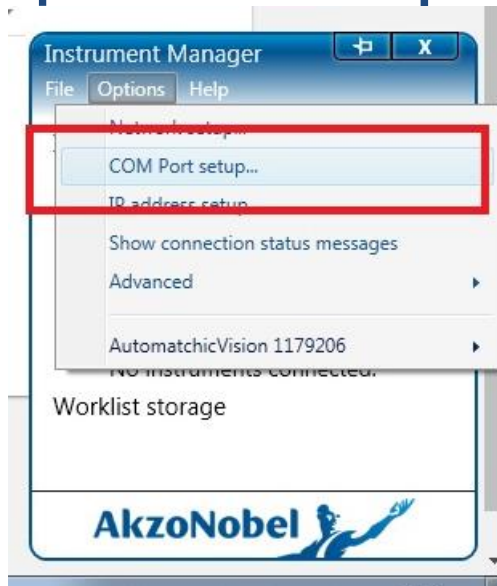 Instrument Manager
X
File Options Help
Network setup...
COM Port setup...
IP address setup...
Show connection status messages
Advanced
AutomatchicVision 1179206
No instruments connected.
Worklist storage
AkzoNobel